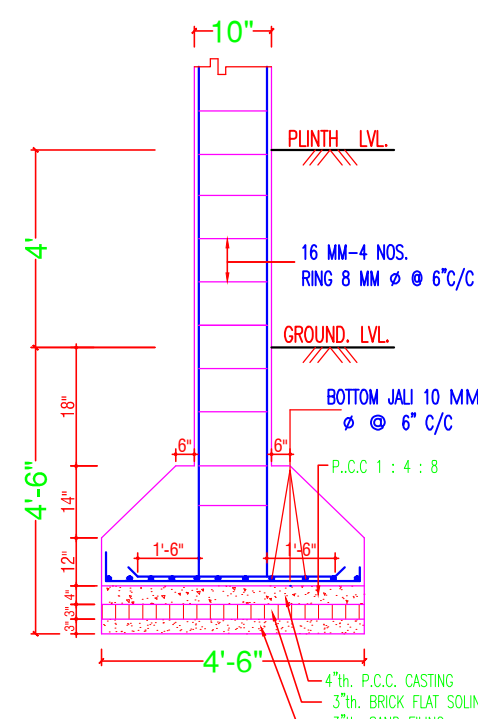 10"
PLINTH LVL.
4'
16 MM-4 NOS.
RING 8 MM Ø @ 6"C/C
GROUND. LVL.
18"
BOTTOM JALI 10 MM
Ø @ 6" C/C
6"
6"
P..C.C 1 : 4 : 8
4'-6"
14"
1'-6"
1'-6"
12"
4"
3"
3"
4'-6"
4"th. P.C.C. CASTING
3"th. BRICK FLAT SOLIN